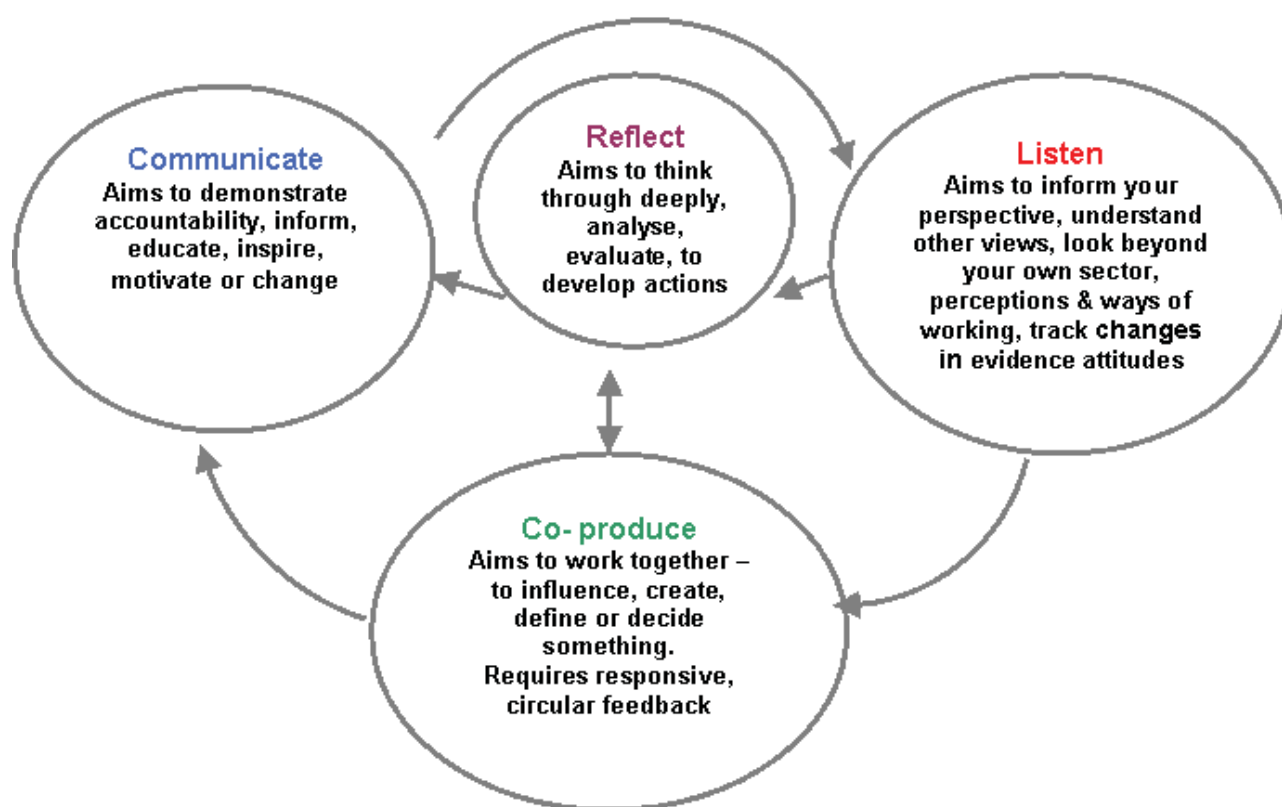 Communicate
Aims to demonstrate
accountability, inform,
educate, inspire,
motivate or change
Reflect
Aims to think
through deeply,
analyse,
evaluate, to
develop actions
Listen
Aims to inform your
perspective, understand
other views, look beyond
your own sector,
perceptions & ways of
working, track changes
in evidence attitudes
Co- produce
Aims to work together –
to influence, create,
define or decide
something.
Requires responsive,
circular feedback